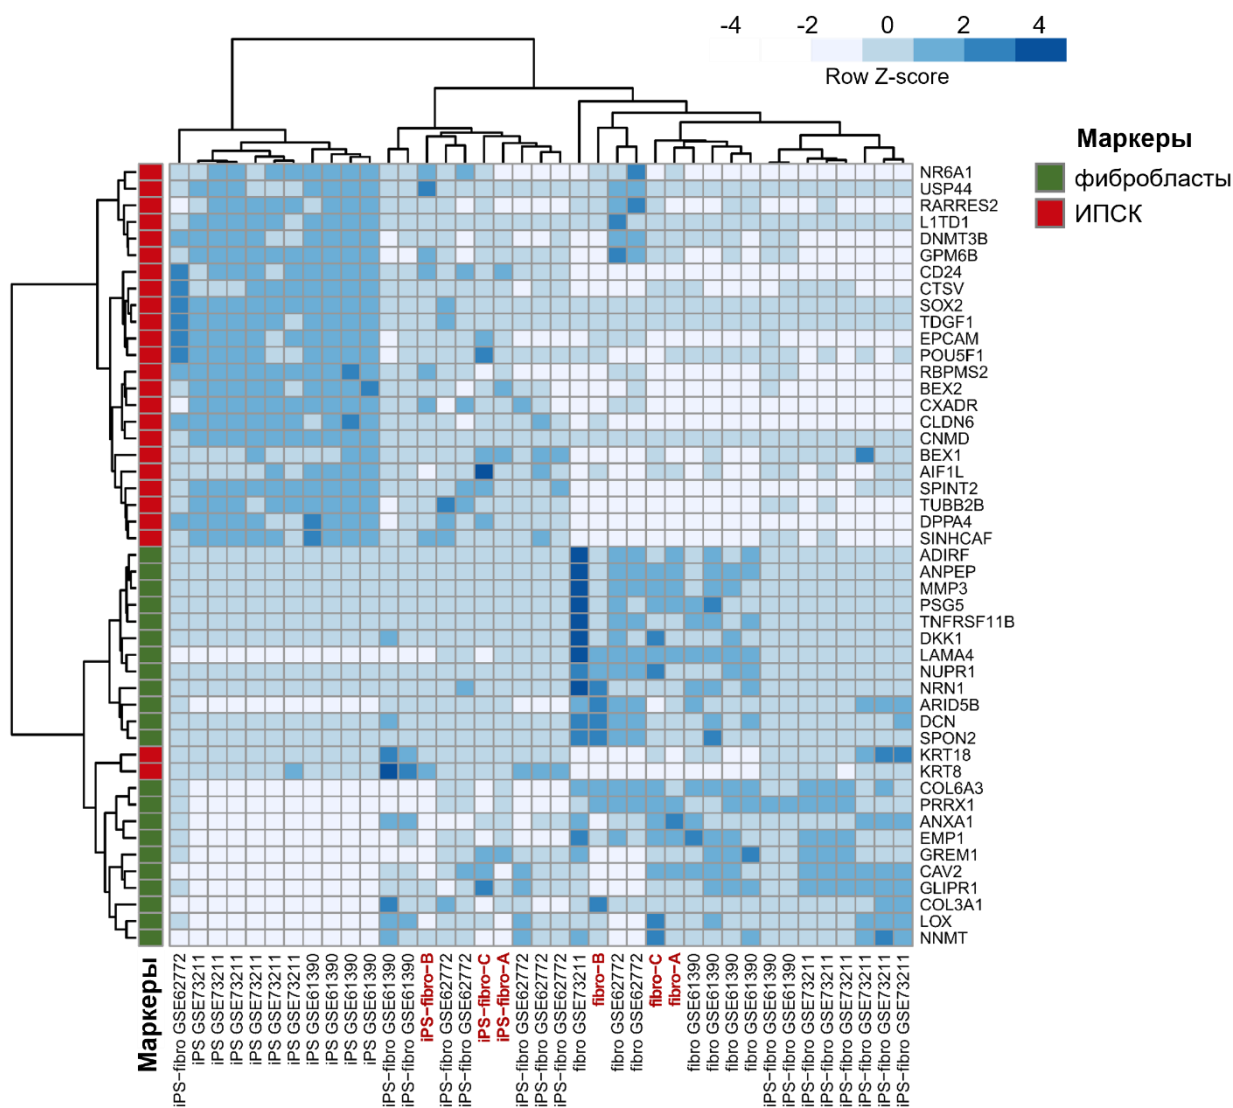 -4 -2 0 2 4
Row Z-score
Маркеры
фибробласты
ИПСК
NR6A1
USP44
RARRES2
L1TD1
DNMT3B
GPM6B
CD24
CTSV
SOX2
TDGF1
EPCAM
POU5F1
RBPMS2
BEX2
CXADR
CLDN6
CNMD
BEX1
AIF1L
SPINT2
TUBB2B
DPPA4
SINHCAF
ADIRF
ANPEP
MMP3
PSG5
TNFRSF11B
DKK1
LAMA4
NUPR1
NRN1
ARID5B
DCN
SPON2
KRT18
KRT8
COL6A3
PRRX1
ANXA1
EMP1
GREM1
CAV2
GLIPR1
COL3A1
LOX
NNMT
Маркеры
iPS−fibro GSE62772
iPS GSE73211
iPS GSE73211
iPS GSE73211
iPS GSE73211
iPS GSE73211
iPS GSE73211
iPS GSE61390
iPS GSE61390
iPS GSE61390
iPS GSE61390
iPS−fibro GSE61390
iPS−fibro GSE61390
iPS−fibro−B
iPS−fibro GSE62772
iPS−fibro GSE62772
iPS−fibro−C
iPS−fibro−A
iPS−fibro GSE62772
iPS−fibro GSE62772
iPS−fibro GSE62772
fibro GSE73211
fibro−B
fibro GSE62772
fibro GSE62772
fibro−C
fibro−A
fibro GSE61390
fibro GSE61390
fibro GSE61390
fibro GSE61390
iPS−fibro GSE61390
iPS−fibro GSE61390
iPS−fibro GSE73211
iPS−fibro GSE73211
iPS−fibro GSE73211
iPS−fibro GSE73211
iPS−fibro GSE73211
iPS−fibro GSE73211